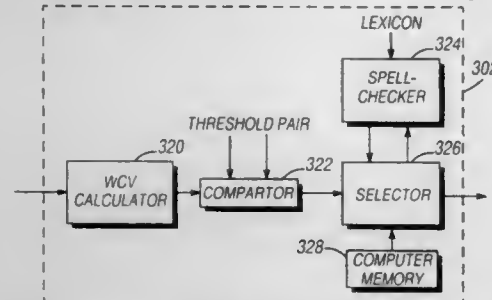 LEXICON
324
302
SPELL-
CHECKER
THRESHOLD PAIR
320
322
326
WCV
CALCULATOR
COMPARTOR
SELECTOR
328
COMPUTER
MEMORY